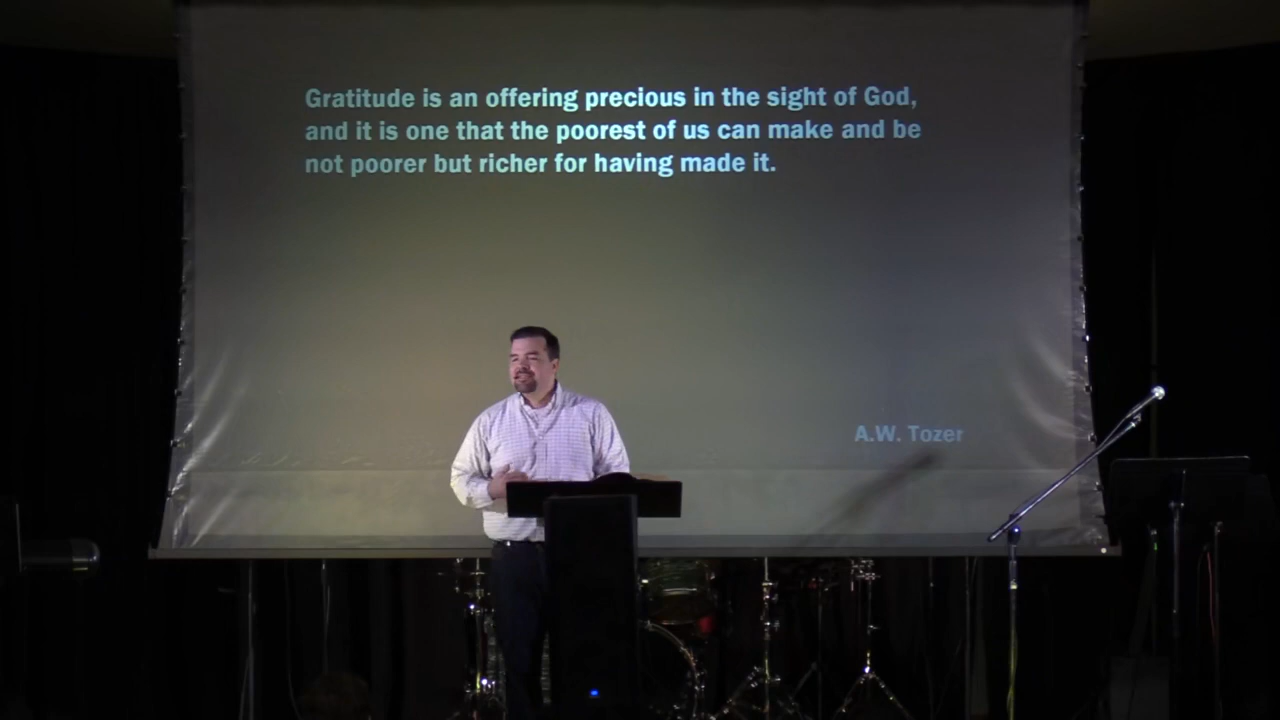 Gratitude is an offering precious in the sight of God,
and it is one that the poorest of us can make and be
not poorer but richer for having made it.
A.W. Tozer